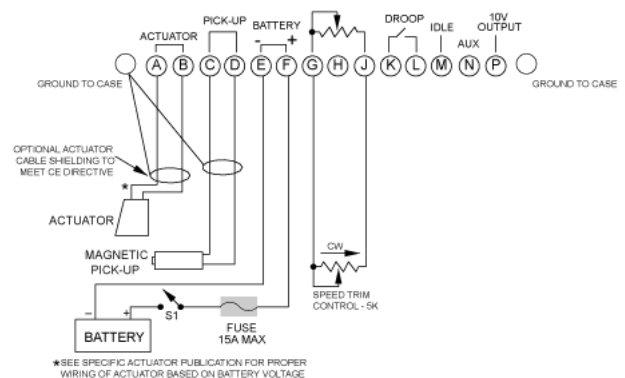 ACTUATOR
PICK-UP
BATTERY
- +
DROOP
IDLE
AUX
10V
OUTPUT
A B C D E F G H J K L M N P
GROUND TO CASE
GROUND TO CASE
OPTIONAL ACTUATOR
CABLE SHIELDING TO
MEET CE DIRECTIVE
*
ACTUATOR
MAGNETIC
PICK-UP
CW
SPEED TRIM
CONTROL - 5K
- +
S1
BATTERY
FUSE
15A MAX
*SEE SPECIFIC ACTUATOR PUBLICATION FOR PROPER
WIRING OF ACTUATOR BASED ON BATTERY VOLTAGE